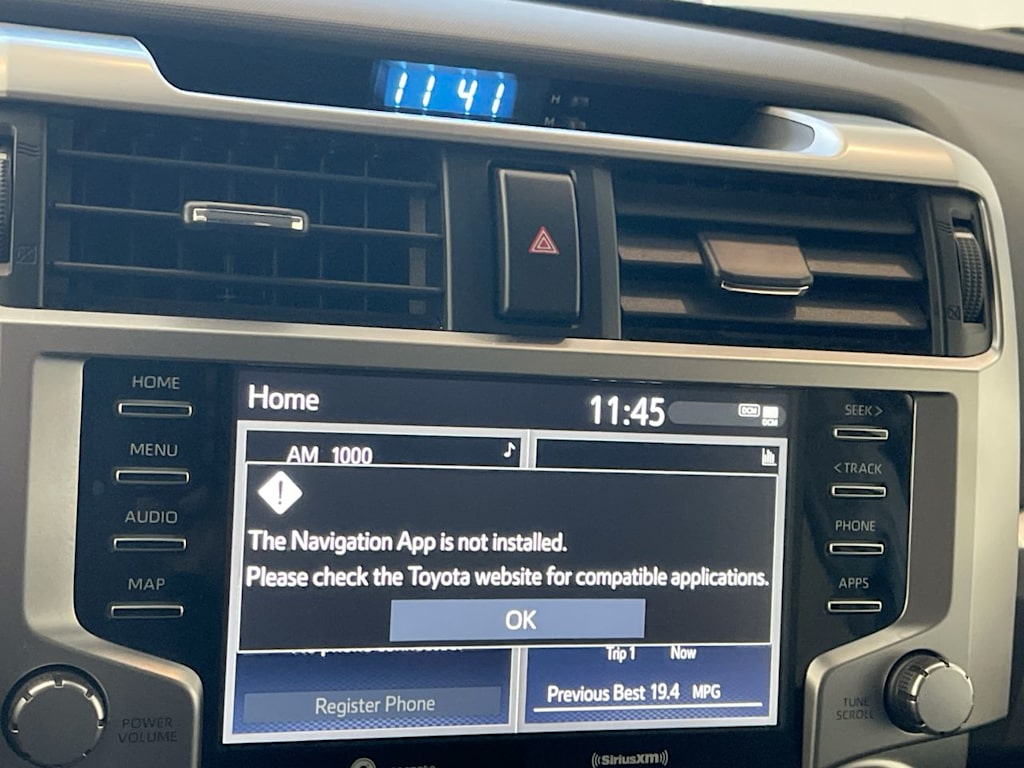 11 41
H
M
HOME
MENU
AUDIO
MAP
POWER
VOLUME
Home
11:45
DCM
DCM
AM 1000
The Navigation App is not installed.
Please check the Toyota website for compatible applications.
OK
Trip 1 Now
Register Phone
Previous Best 19.4 MPG
SEEK >
< TRACK
PHONE
APPS
TUNE
SCROLL
((SiriusXM))